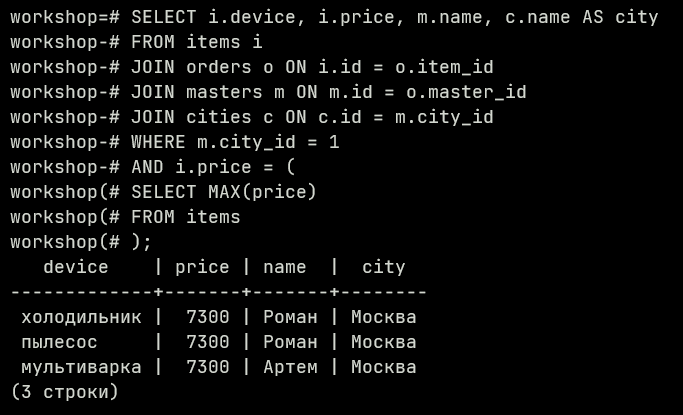 workshop=# SELECT i.device, i.price, m.name, c.name AS city
workshop-# FROM items i
workshop-# JOIN orders o ON i.id = o.item_id
workshop-# JOIN masters m ON m.id = o.master_id
workshop-# JOIN cities c ON c.id = m.city_id
workshop-# WHERE m.city_id = 1
workshop-# AND i.price = (
workshop(# SELECT MAX(price)
workshop(# FROM items
workshop(# );
   device    | price | name  |  city
-------------+-------+-------+--------
 холодильник |  7300 | Роман | Москва
 пылесос     |  7300 | Роман | Москва
 мультиварка |  7300 | Артем | Москва
(3 строки)